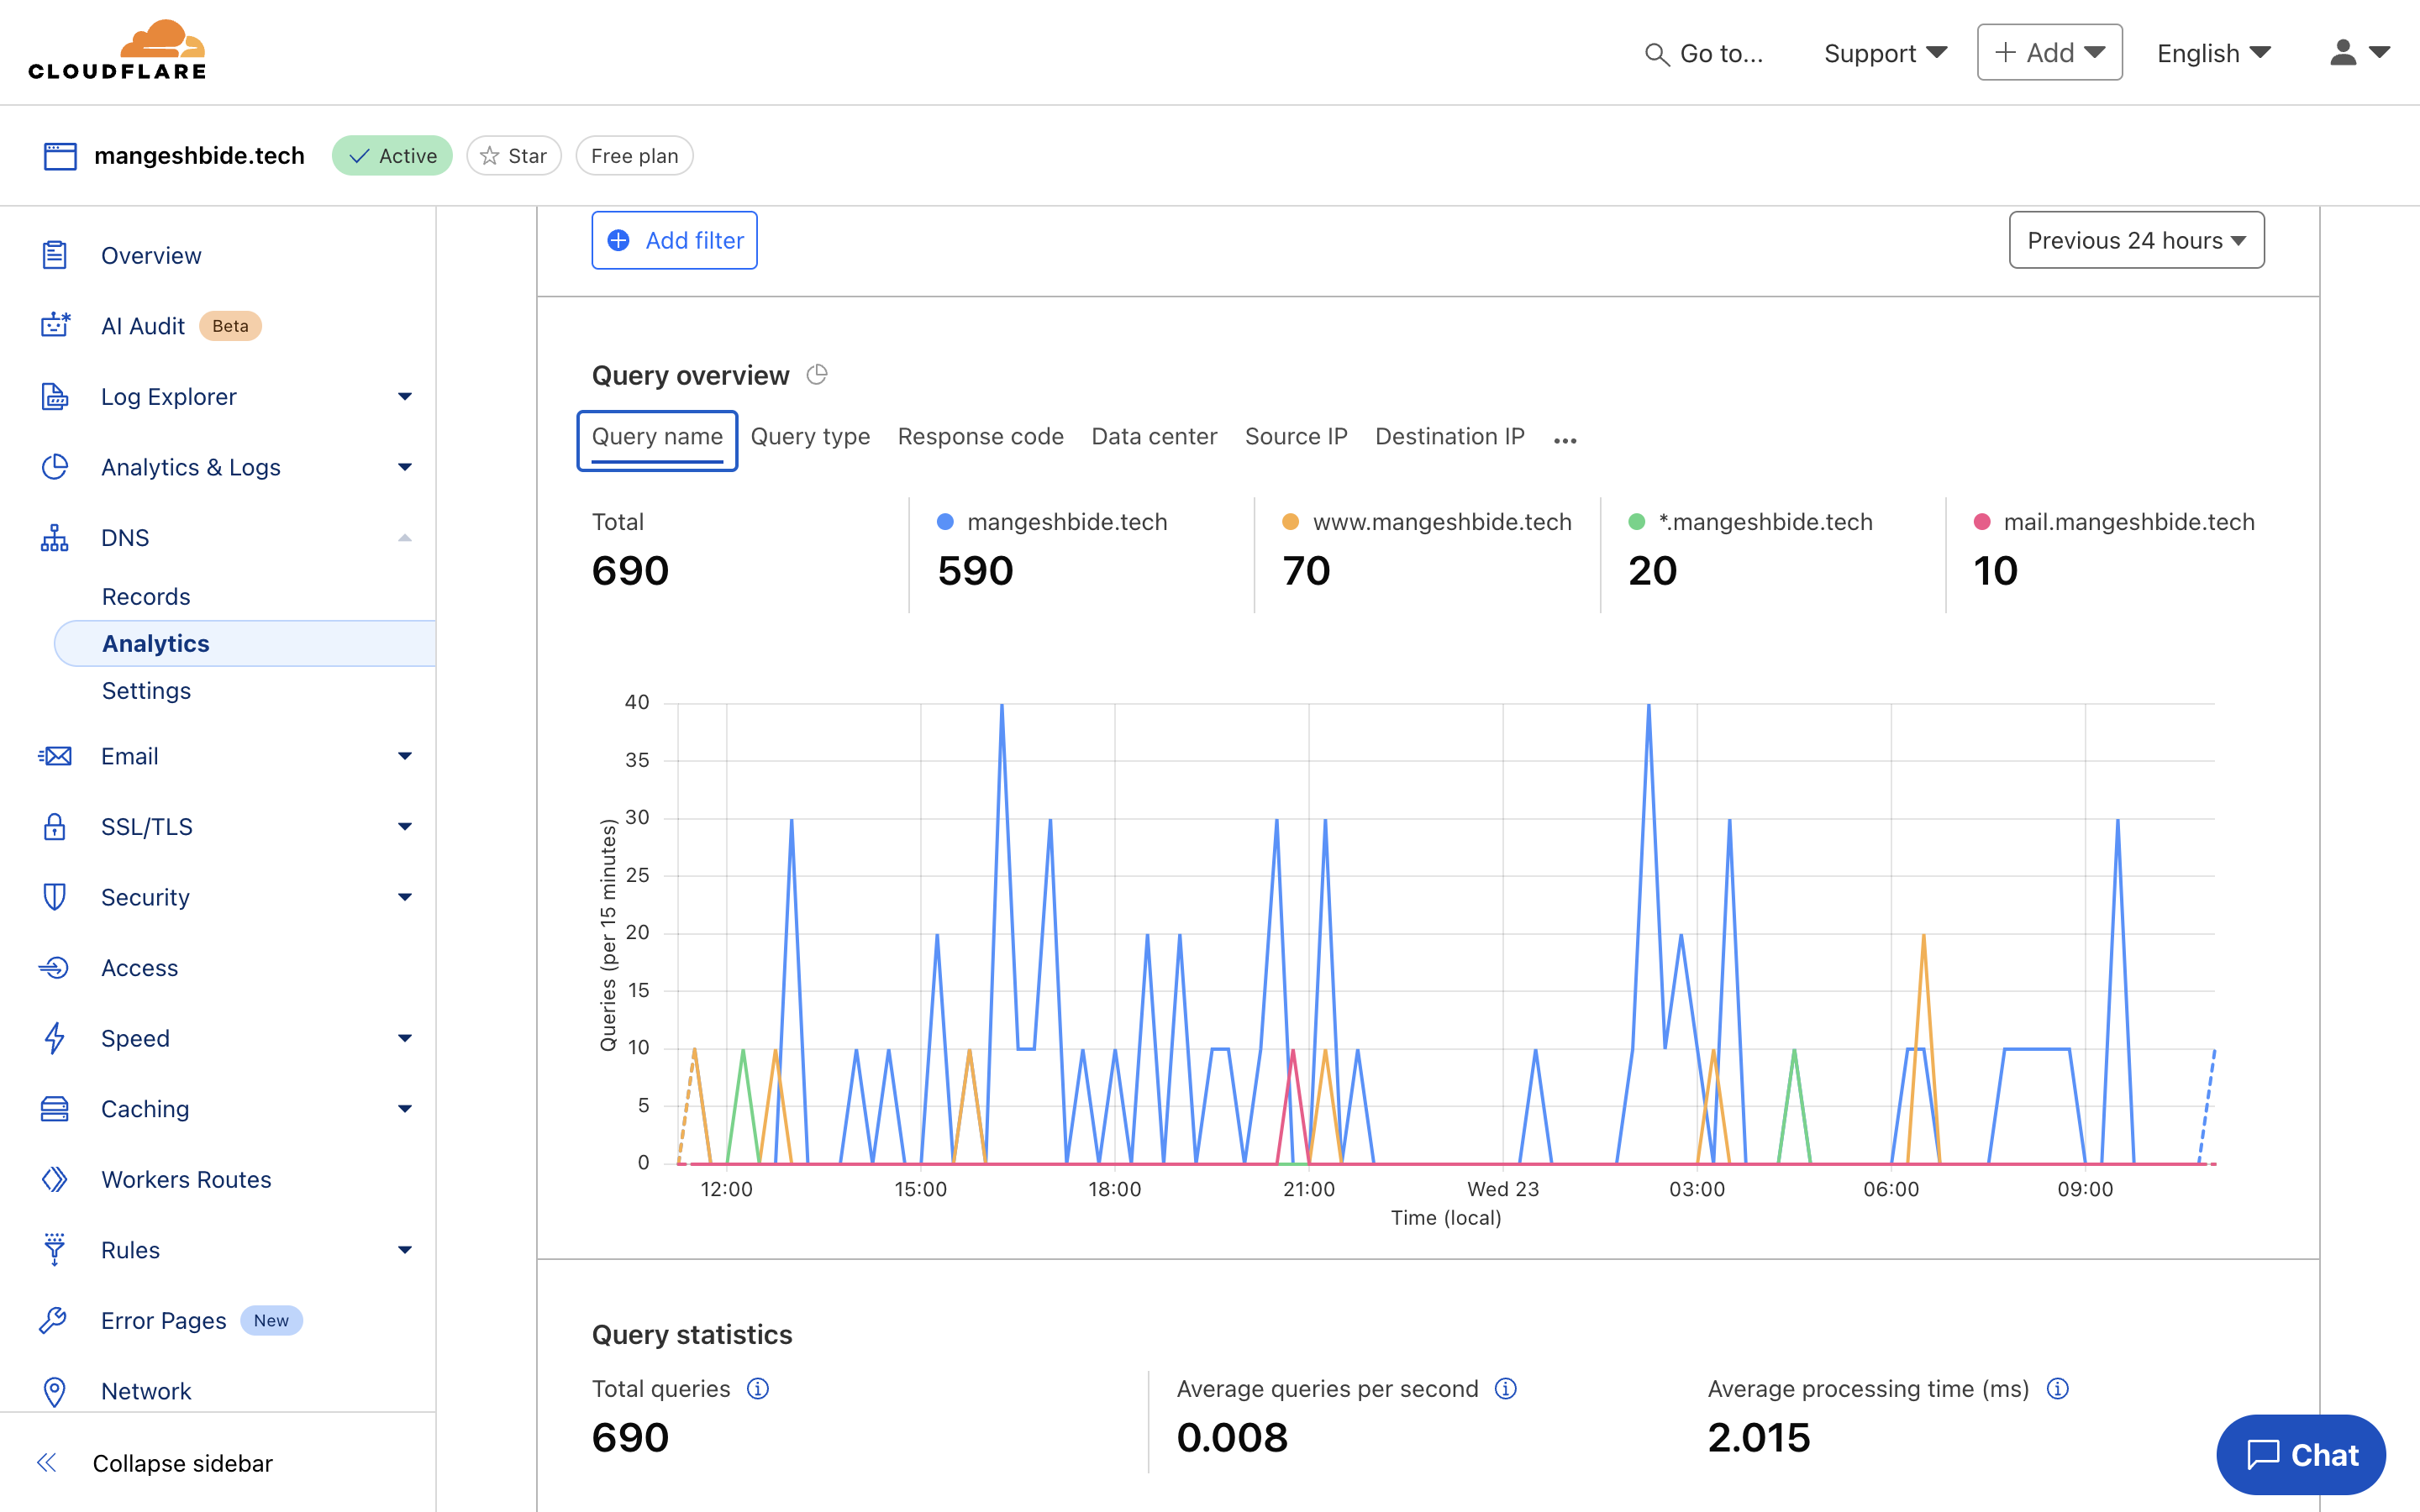 CLOUDFLARE
Go to... Support + Add English
mangeshbide.tech Active Star Free plan
Overview
AI Audit Beta
Log Explorer
Analytics & Logs
DNS
Records
Analytics
Settings
Email
SSL/TLS
Security
Access
Speed
Caching
Workers Routes
Rules
Error Pages New
Network
Collapse sidebar
Add filter Previous 24 hours
Query overview
Query name Query type Response code Data center Source IP Destination IP ...
Total mangeshbide.tech www.mangeshbide.tech *.mangeshbide.tech mail.mangeshbide.tech
690 590 70 20 10
Queries (per 15 minutes)
40
35
30
25
20
15
10
5
0
12:00 15:00 18:00 21:00 Wed 23 03:00 06:00 09:00
Time (local)
Query statistics
Total queries Average queries per second Average processing time (ms)
690 0.008 2.015
Chat